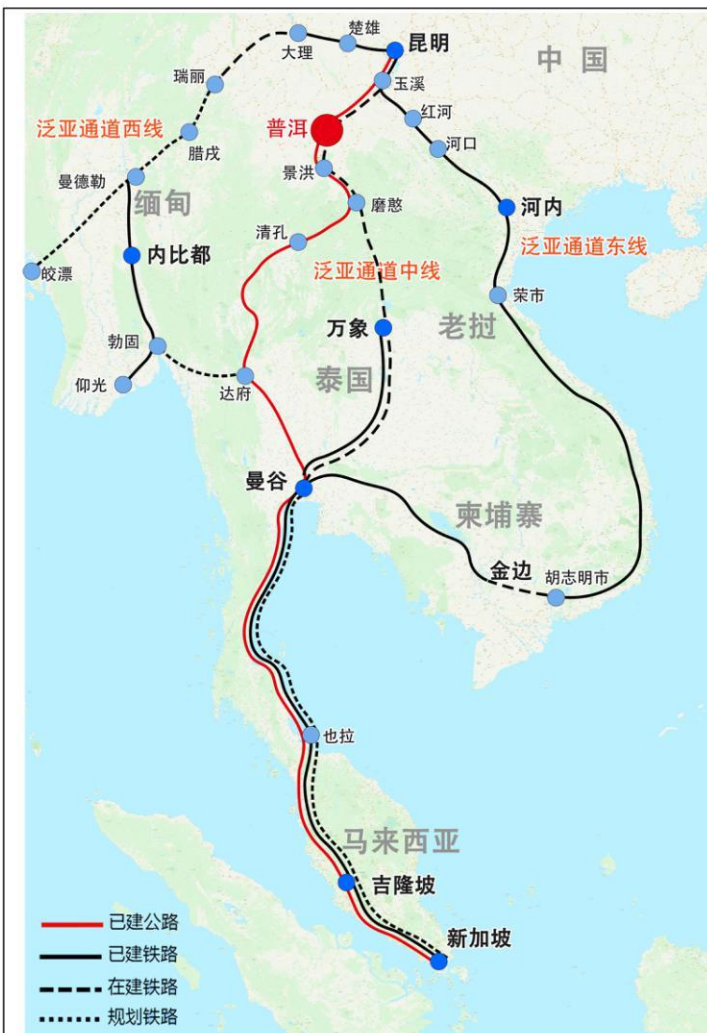 楚雄
昆明
大理
中国
玉溪
瑞丽
红河
泛亚通道西线
普洱
河口
腊戌
景洪
曼德勒
缅甸
磨憨
河内
清孔
内比都
泛亚通道中线
泛亚通道东线
皎漂
荣市
万象
老挝
勃固
泰国
仰光
达府
曼谷
柬埔寨
金边
胡志明市
也拉
马来西亚
吉隆坡
新加坡
已建公路
已建铁路
在建铁路
规划铁路